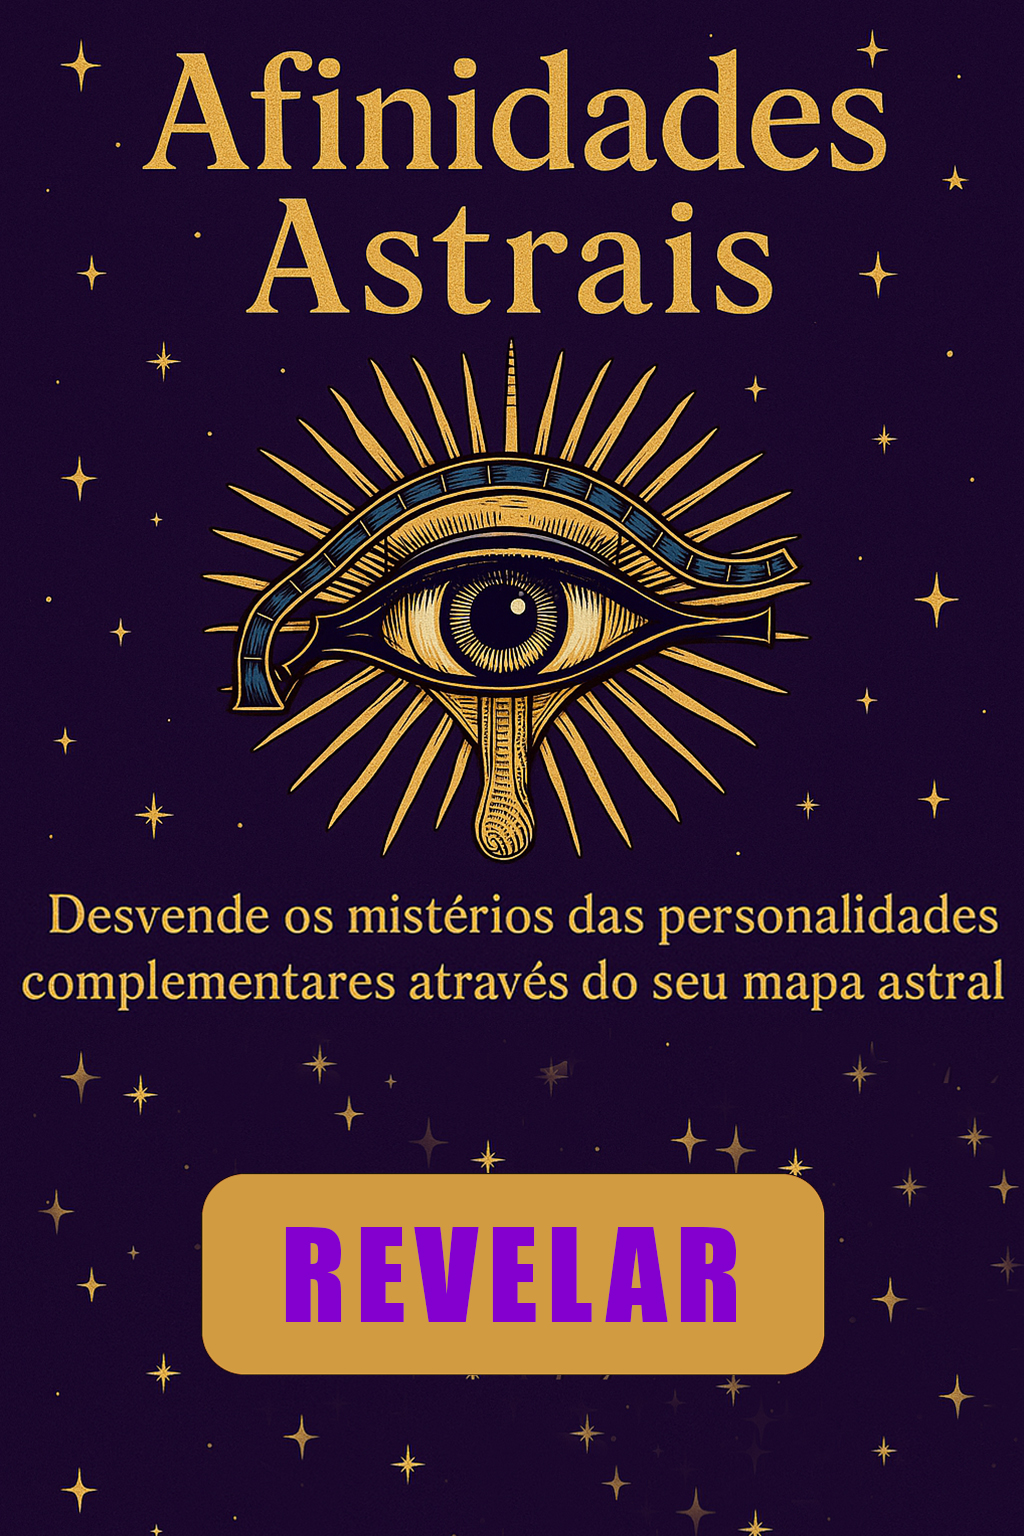 Afinidades
Astrais
Desvende os mistérios das personalidades
complementares através do seu mapa astral
REVELAR